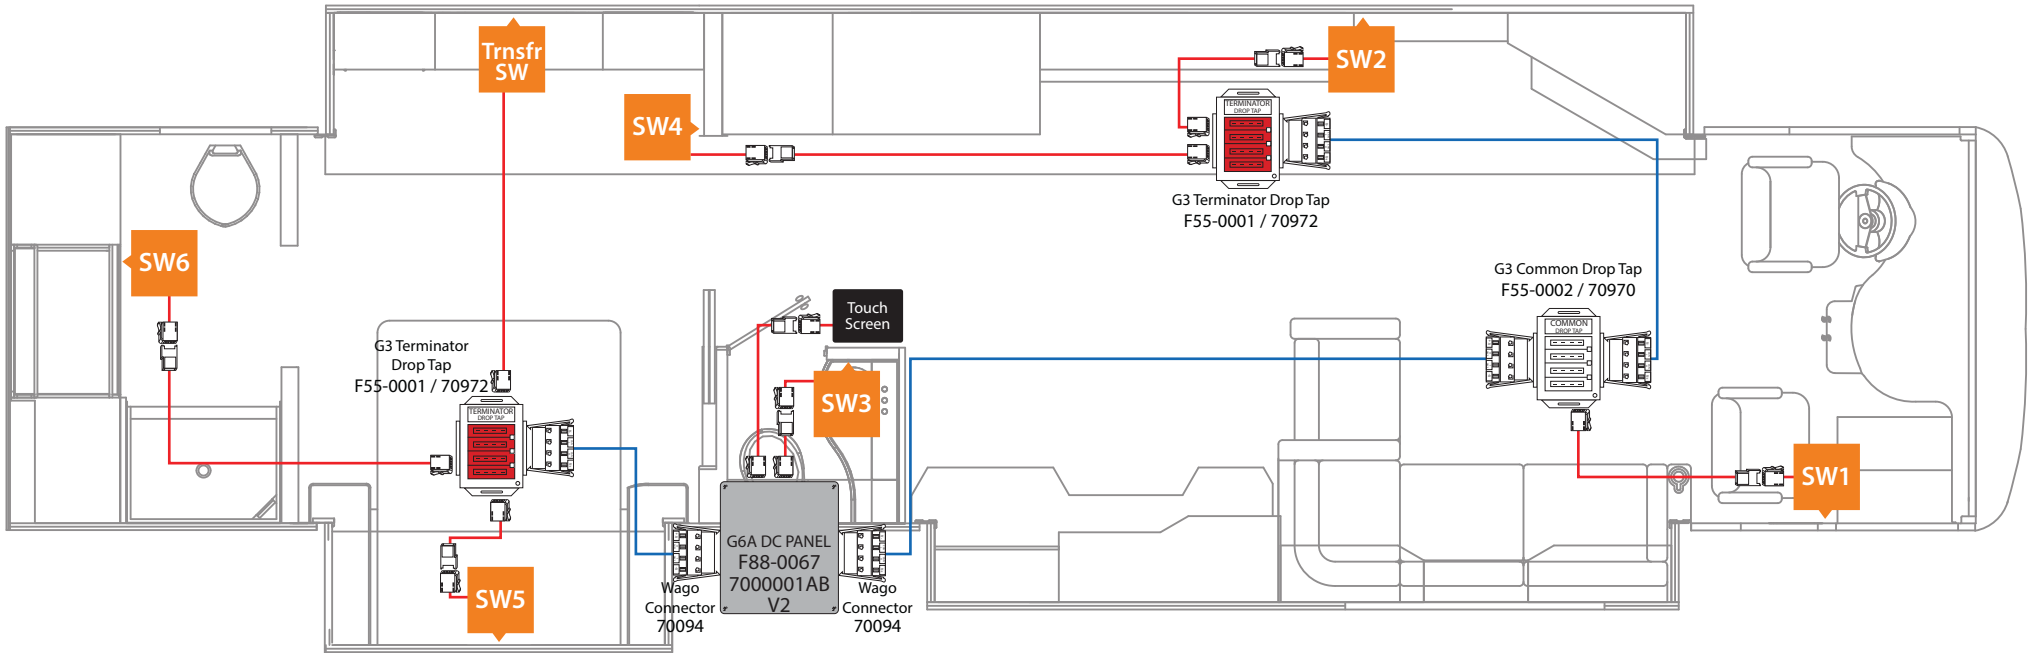 Trnsfr
SW
SW2
SW4
TERMINATOR
DROP TAP
G3 Terminator Drop Tap
F55-0001 / 70972
SW6
G3 Common Drop Tap
F55-0002 / 70970
Touch
Screen
COMMON
DROP TAP
G3 Terminator
Drop Tap
F55-0001 / 70972
TERMINATOR
DROP TAP
SW3
SW1
G6A DC PANEL
F88-0067
7000001AB
V2
Wago
Connector
70094
Wago
Connector
70094
SW5